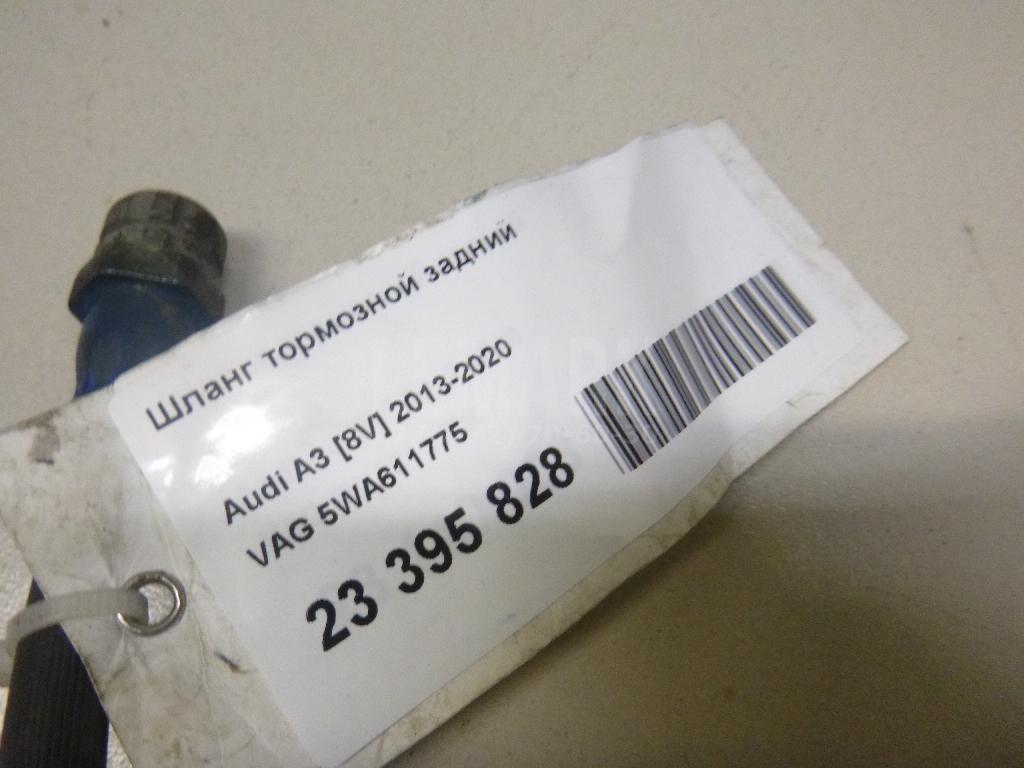 Шланг тормозной задний
Audi A3 [8V] 2013-2020
VAG 5WA611775
23 395 828